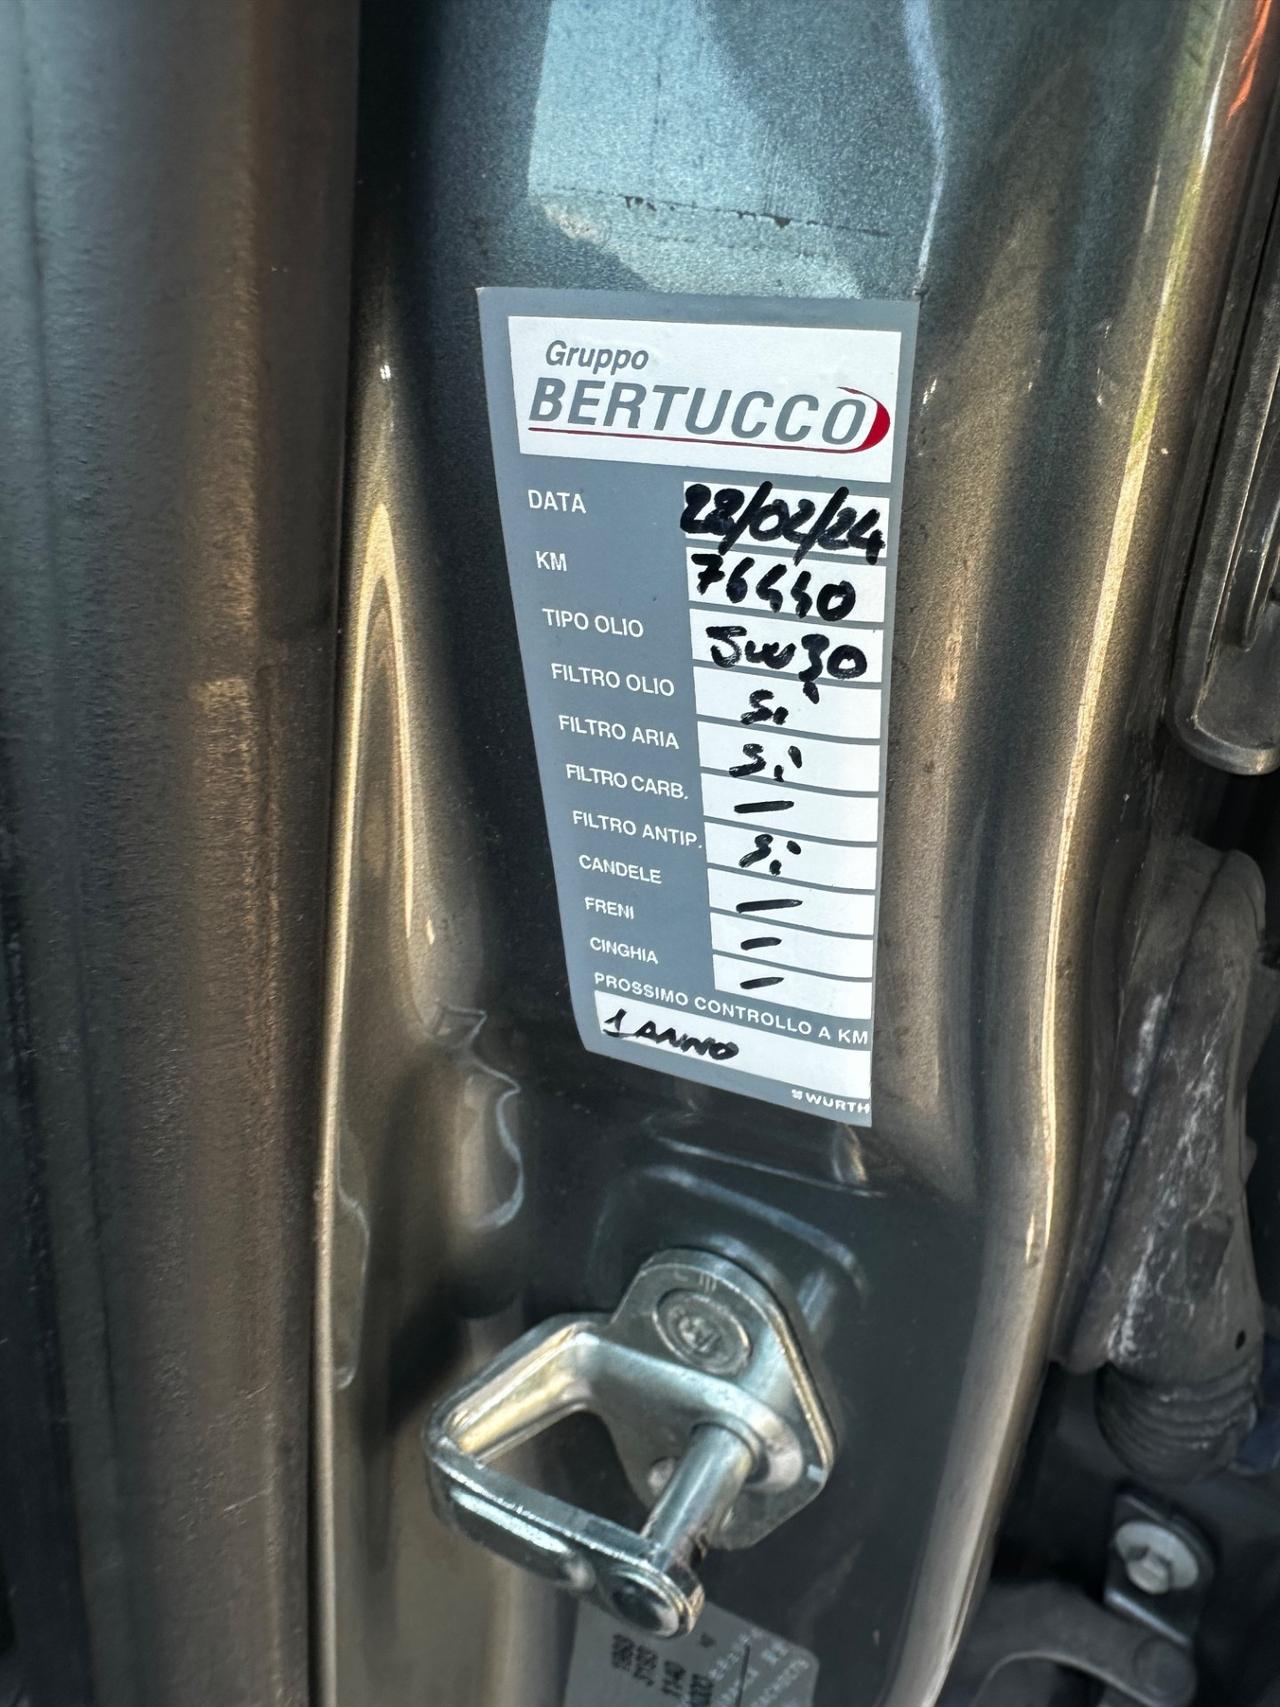 Gruppo
BERTUCCO
DATA 28/02/24
KM 76440
TIPO OLIO 5w30
FILTRO OLIO Si
FILTRO ARIA Si
FILTRO CARB. —
FILTRO ANTIP. Si
CANDELE —
FRENI —
CINGHIA —
PROSSIMO CONTROLLO A KM
1 ANNO
WÜRTH